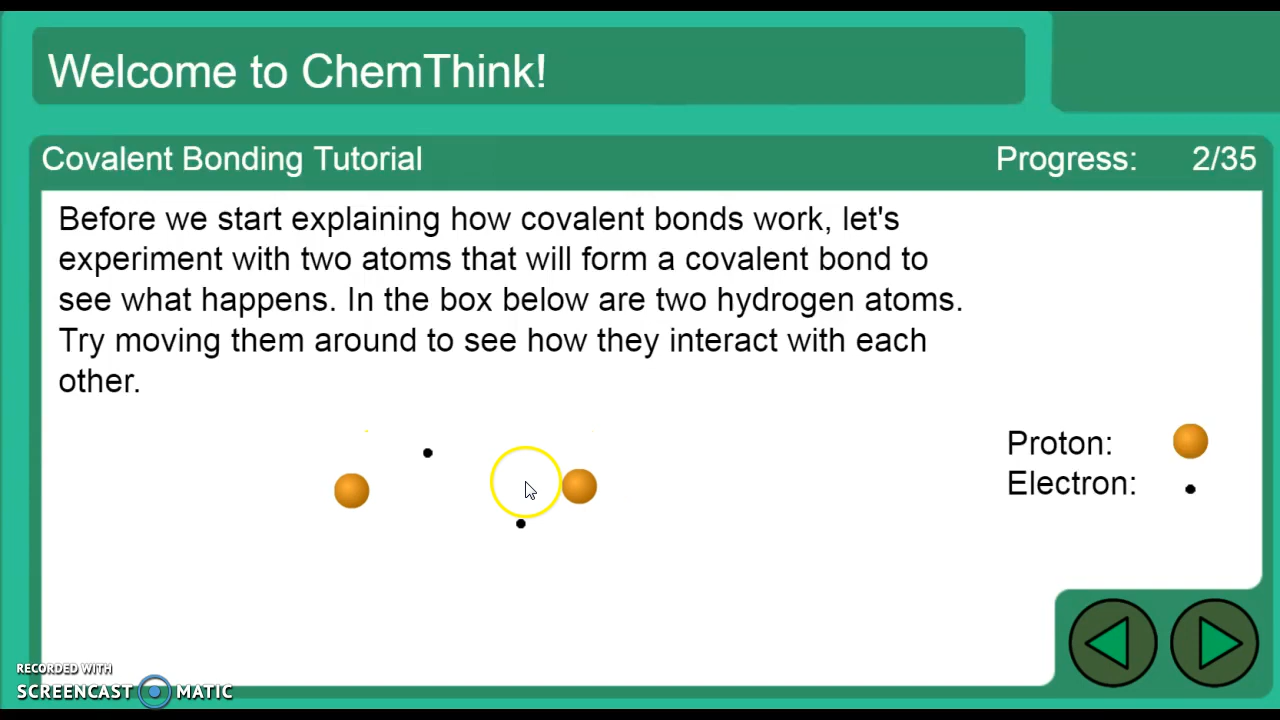 Welcome to ChemThink!
Covalent Bonding Tutorial
Progress: 2/35
Before we start explaining how covalent bonds work, let's
experiment with two atoms that will form a covalent bond to
see what happens. In the box below are two hydrogen atoms.
Try moving them around to see how they interact with each
other.
Proton:
Electron:
RECORDED WITH
SCREENCAST MATIC